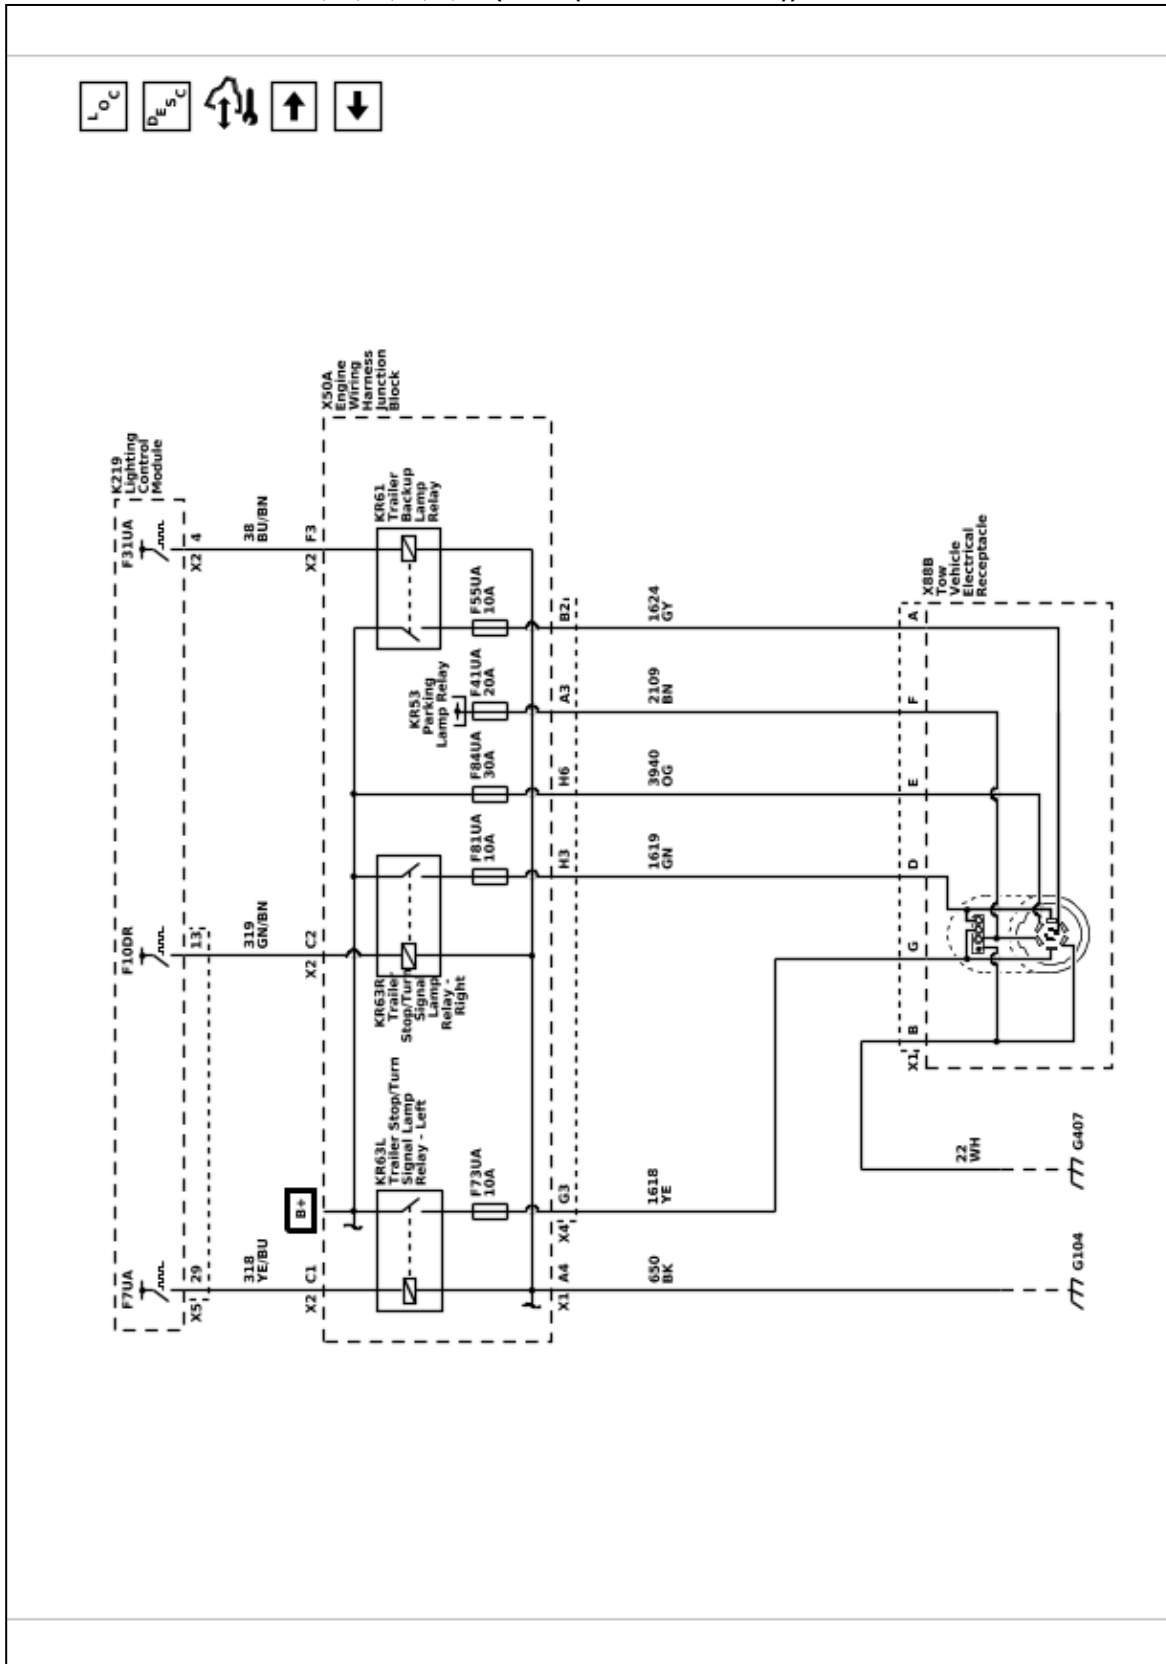 LOC
DESC
K219
Lighting
Control
Module
F7UA
F10DR
F31UA
X5 29
13
X2 4
318
YE/BU
319
GN/BN
38
BU/BN
X2 C1
X2 C2
X2 F3
B+
X50A
Engine
Wiring
Harness
Junction
Block
KR63L
Trailer Stop/Turn
Signal Lamp
Relay - Left
KR63R
Trailer
Stop/Turn
Signal
Lamp
Relay -
Right
KR53
Parking
Lamp Relay
KR61
Trailer
Backup
Lamp
Relay
F73UA
10A
F81UA
10A
F84UA
30A
F41UA
20A
F55UA
10A
X1 A4
X4 G3
H3
H6
A3
B2
650
BK
1618
YE
1619
GN
3940
OG
2109
BN
1624
GY
X1 B
G
D
E
F
A
X88B
Tow
Vehicle
Electrical
Receptacle
22
WH
G104
G407